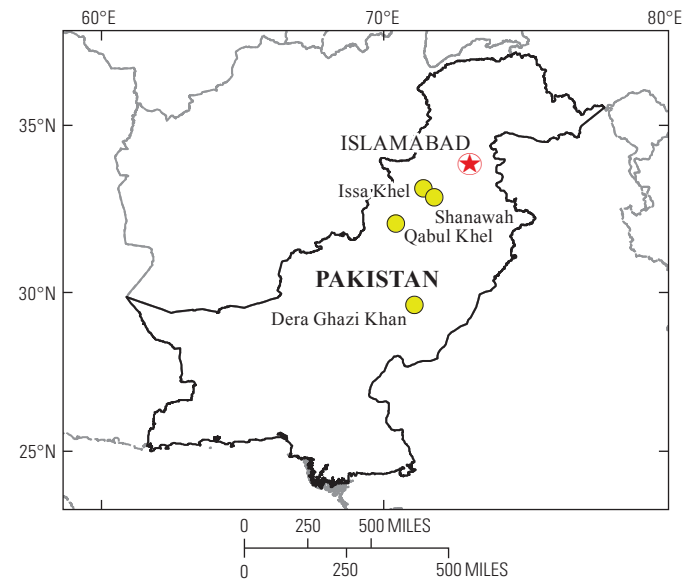 60°E 70°E 80°E
35°N
ISLAMABAD
Issa Khel
Shanawah
Qabul Khel
PAKISTAN
30°N
Dera Ghazi Khan
25°N
0 250 500 MILES
0 250 500 MILES